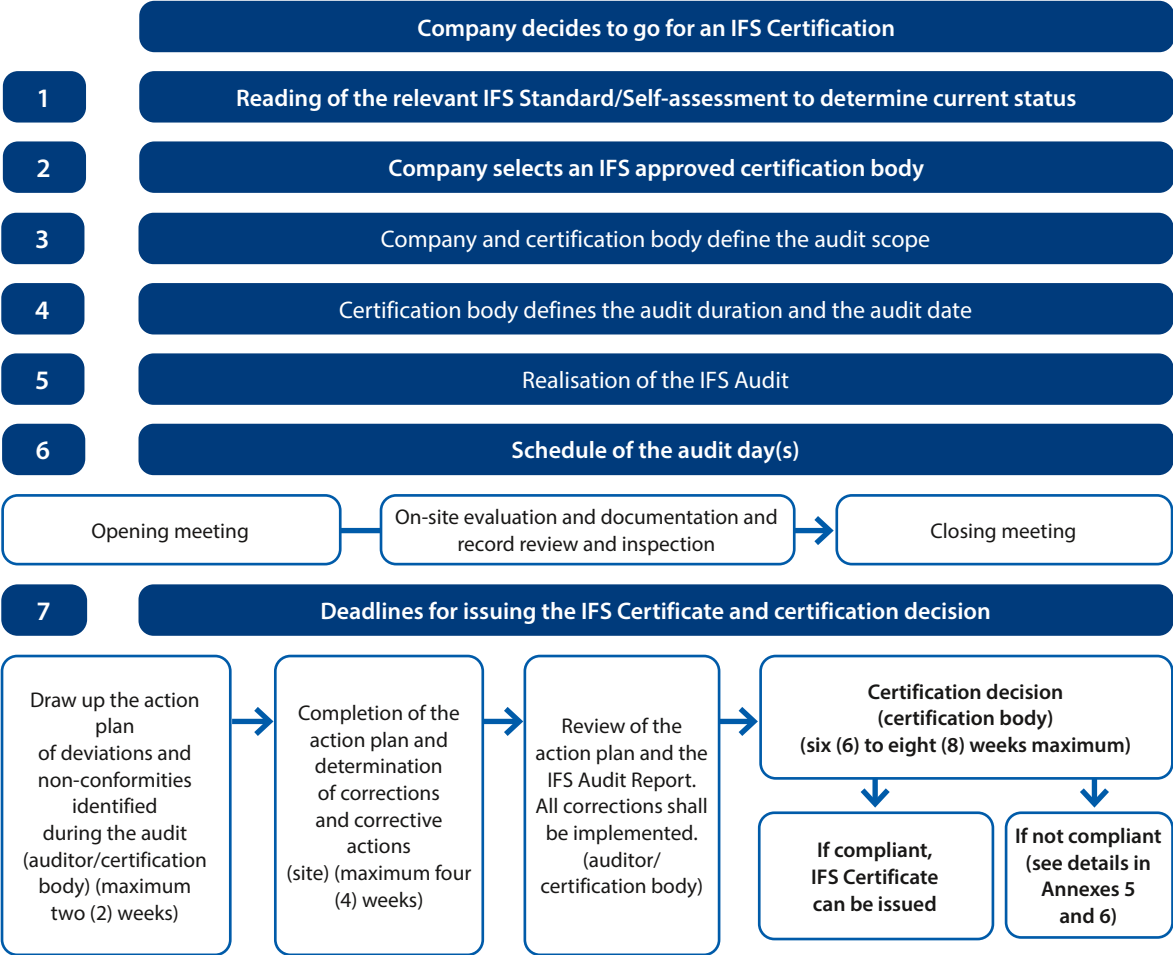 Company decides to go for an IFS Certification
1
Reading of the relevant IFS Standard/Self-assessment to determine current status
2
Company selects an IFS approved certification body
3
Company and certification body define the audit scope
4
Certification body defines the audit duration and the audit date
5
Realisation of the IFS Audit
6
Schedule of the audit day(s)
Opening meeting
On-site evaluation and documentation and
record review and inspection
Closing meeting
7
Deadlines for issuing the IFS Certificate and certification decision
Draw up the action
plan
of deviations and
non-conformities
identified
during the audit
(auditor/certification
body) (maximum
two (2) weeks)
Completion of the
action plan and
determination
of corrections
and corrective
actions
(site) (maximum four
(4) weeks)
Review of the
action plan and the
IFS Audit Report.
All corrections shall
be implemented.
(auditor/
certification body)
Certification decision
(certification body)
(six (6) to eight (8) weeks maximum)
If compliant,
IFS Certificate
can be issued
If not compliant
(see details in
Annexes 5
and 6)